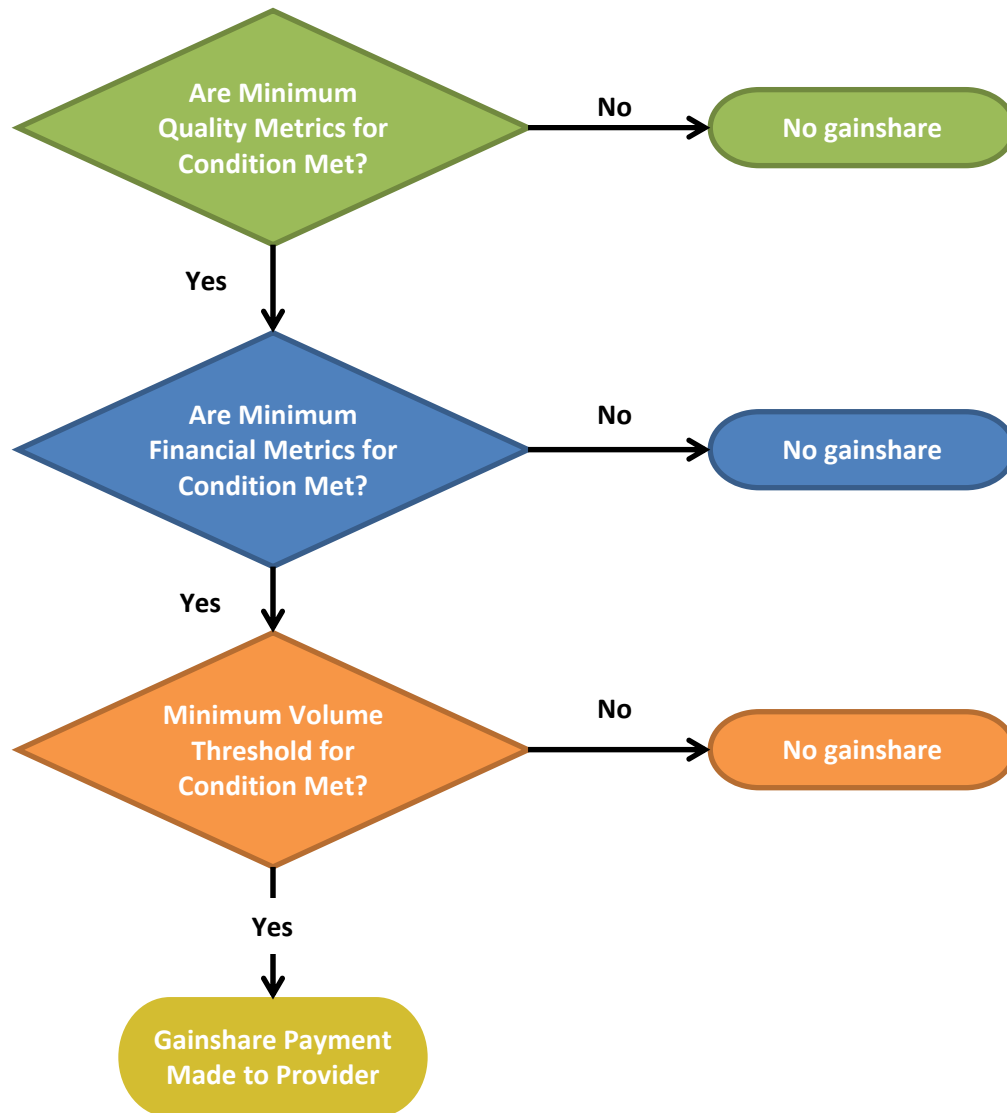 Are Minimum
Quality Metrics for
Condition Met?
No
No gainshare
Yes
Are Minimum
Financial Metrics for
Condition Met?
No
No gainshare
Yes
Minimum Volume
Threshold for
Condition Met?
No
No gainshare
Yes
Gainshare Payment
Made to Provider